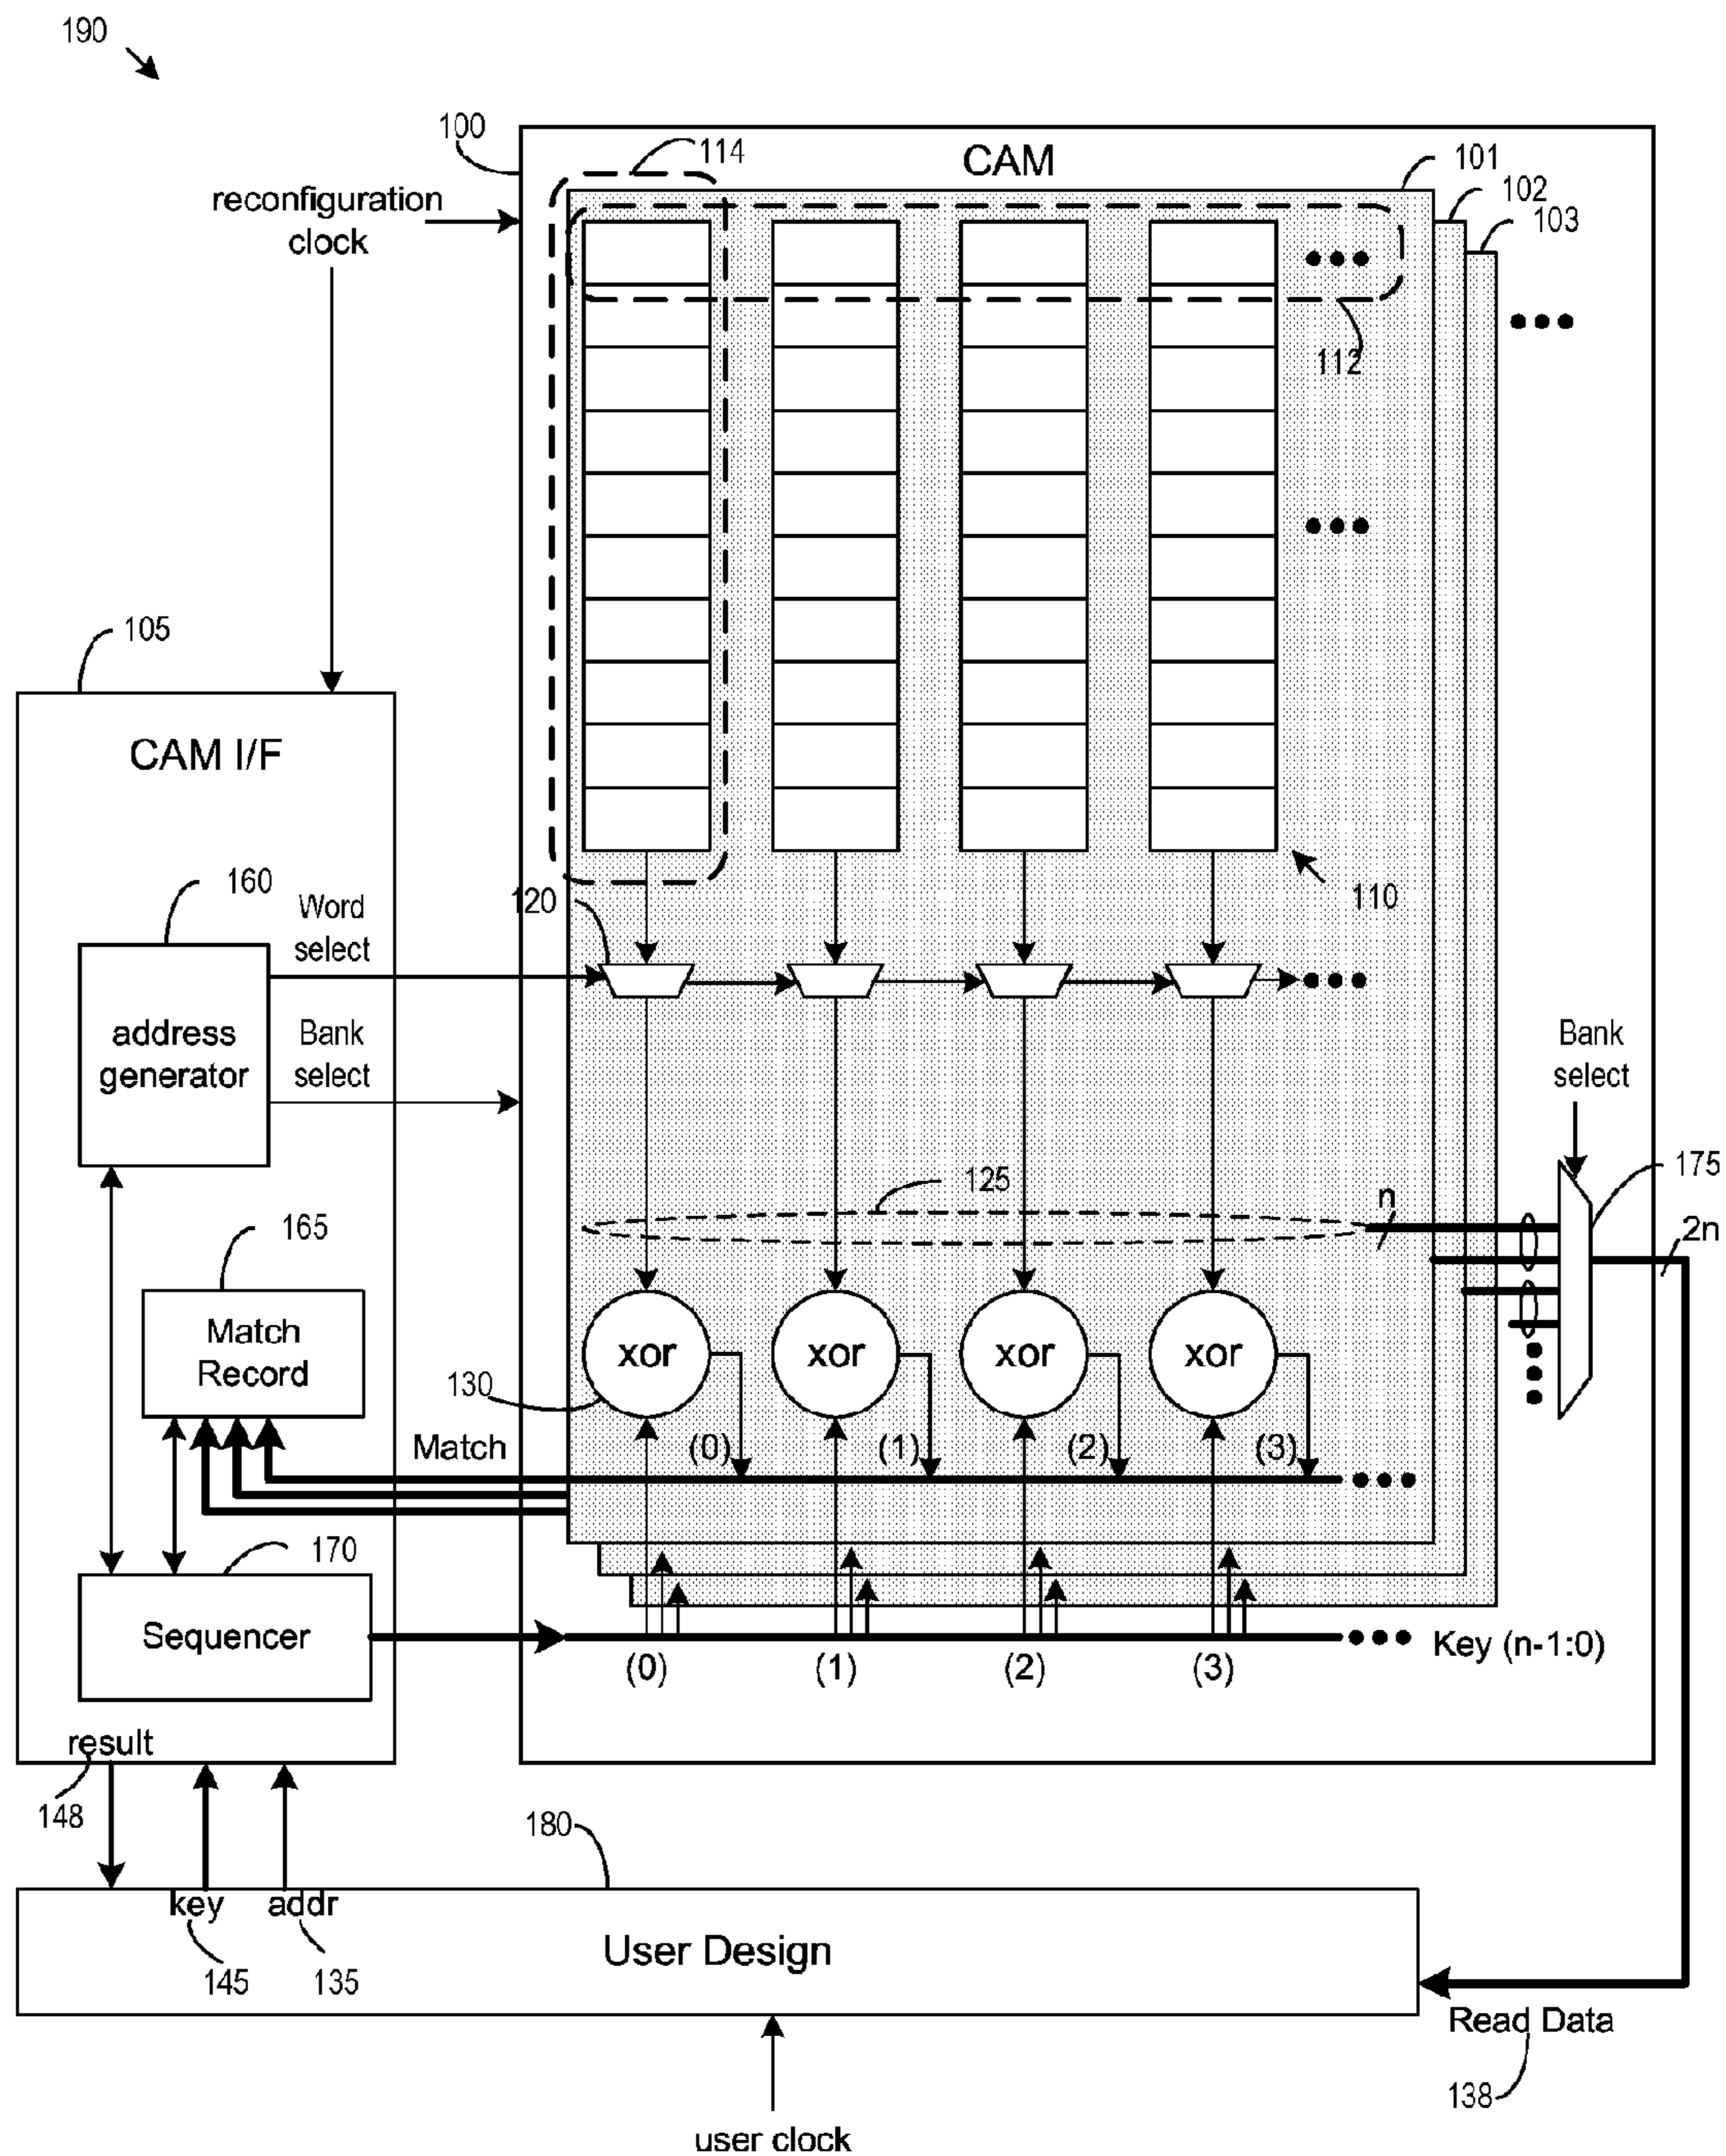 190
100
114
CAM
101
102
103
reconfiguration
clock
112
105
CAM I/F
110
120
160
Word
select
address
generator
Bank
select
Bank
select
125
n
175
2n
165
Match
Record
xor
xor
xor
xor
130
Match
(0)
(1)
(2)
(3)
170
Sequencer
Key (n-1:0)
(0)
(1)
(2)
(3)
result
148
180
key
addr
145
135
User Design
Read Data
138
user clock